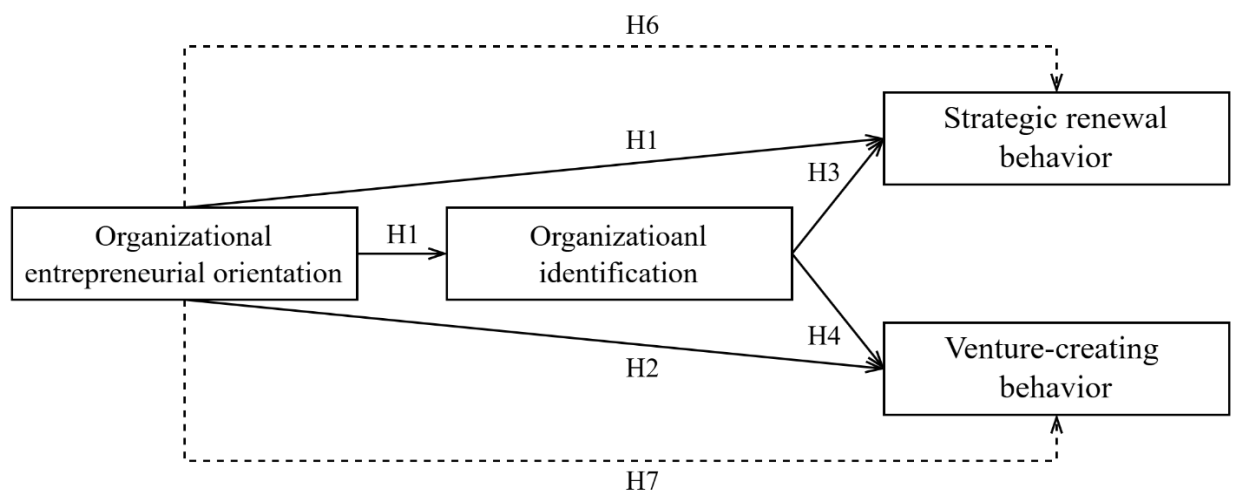 H6
Strategic renewal
behavior
H1
H3
Organizational
entrepreneurial orientation
H1
Organizatioanl
identification
H4
H2
Venture-creating
behavior
H7